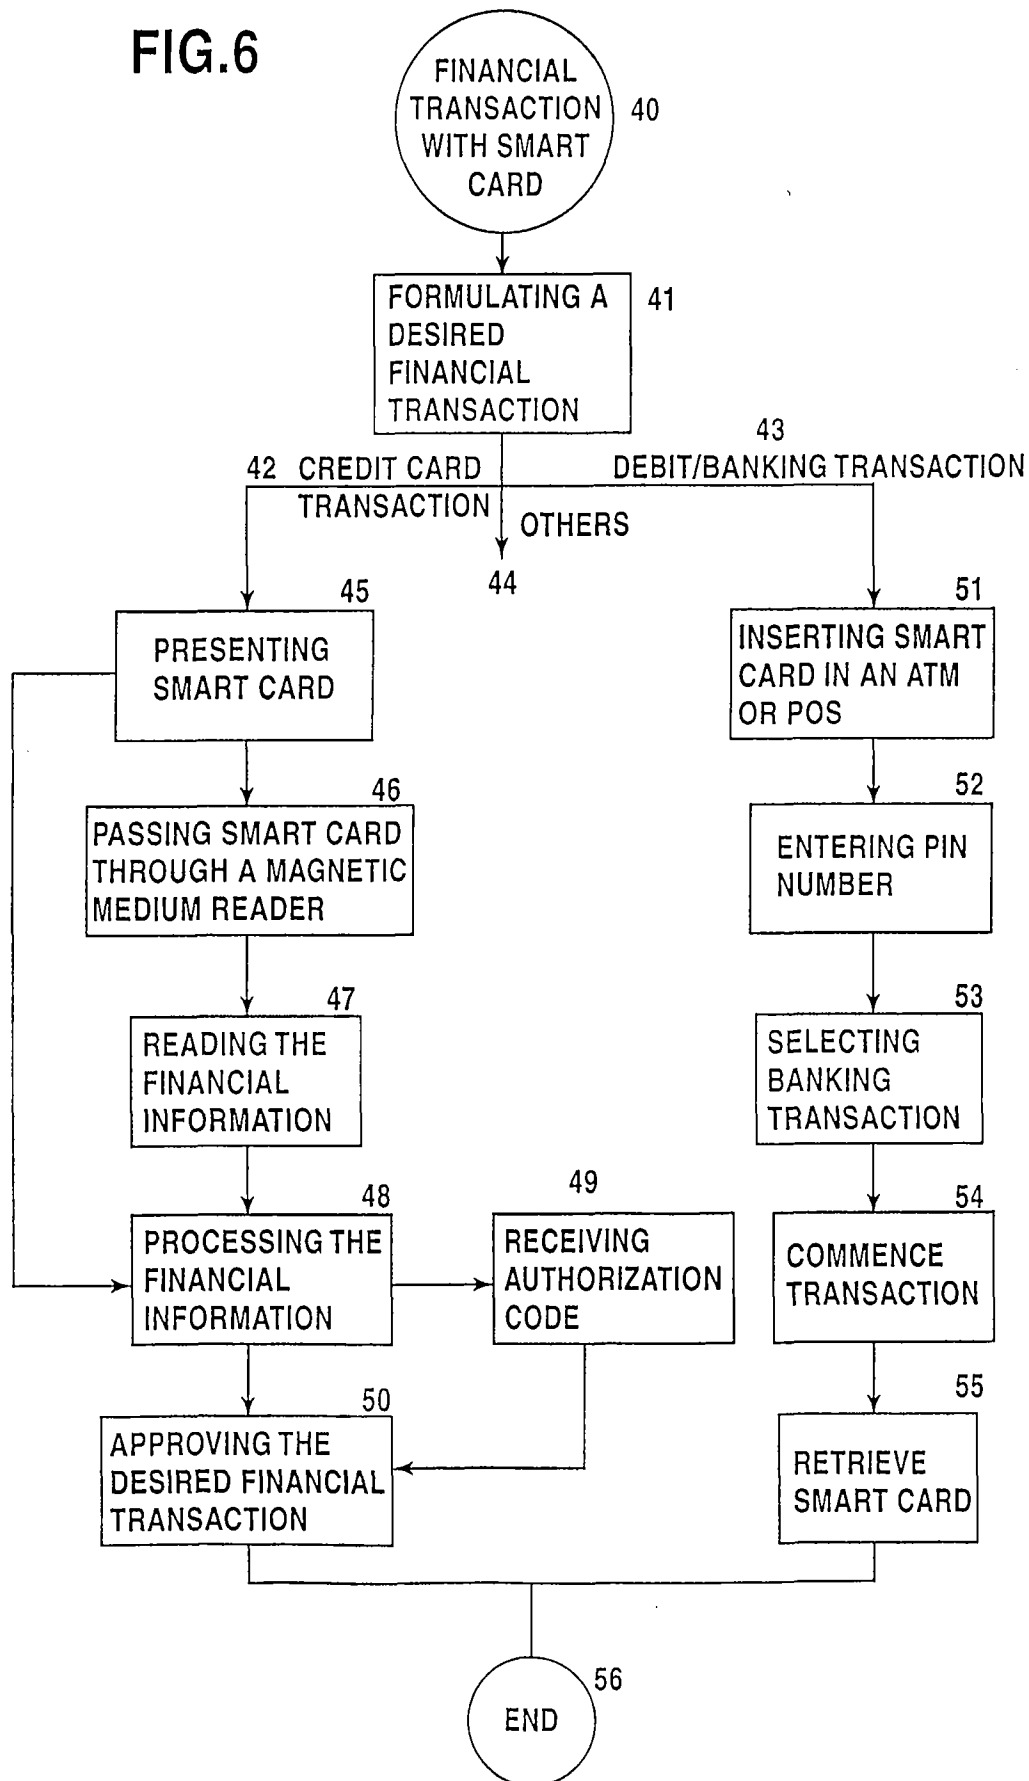 FIG.6
FINANCIAL
TRANSACTION
WITH SMART
CARD
40
FORMULATING A
DESIRED
FINANCIAL
TRANSACTION
41
42 CREDIT CARD
TRANSACTION
43
DEBIT/BANKING TRANSACTION
OTHERS
44
45
PRESENTING
SMART CARD
46
PASSING SMART CARD
THROUGH A MAGNETIC
MEDIUM READER
47
READING THE
FINANCIAL
INFORMATION
48
PROCESSING THE
FINANCIAL
INFORMATION
49
RECEIVING
AUTHORIZATION
CODE
50
APPROVING THE
DESIRED FINANCIAL
TRANSACTION
51
INSERTING SMART
CARD IN AN ATM
OR POS
52
ENTERING PIN
NUMBER
53
SELECTING
BANKING
TRANSACTION
54
COMMENCE
TRANSACTION
55
RETRIEVE
SMART CARD
56
END